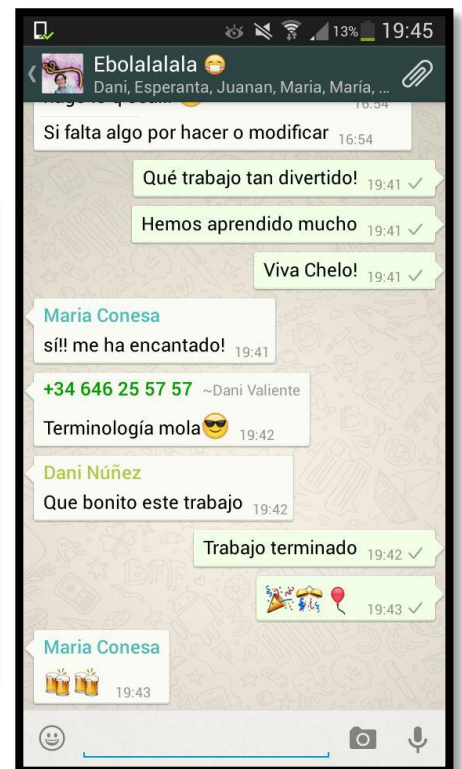 13% 19:45
Ebolalalala 😷
Dani, Esperanta, Juanan, Maria, María, ...
16:54
Si falta algo por hacer o modificar 16:54
Qué trabajo tan divertido! 19:41
Hemos aprendido mucho 19:41
Viva Chelo! 19:41
Maria Conesa
sí!! me ha encantado! 19:41
+34 646 25 57 57 ~Dani Valiente
Terminología mola😎 19:42
Dani Núñez
Que bonito este trabajo 19:42
Trabajo terminado 19:42
🎉🎊🎈 19:43
Maria Conesa
🍻🍻 19:43